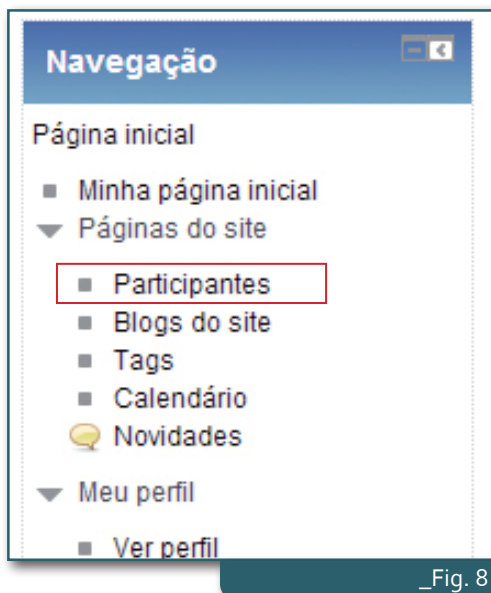 Navegação
Página inicial
Minha página inicial
Páginas do site
Participantes
Blogs do site
Tags
Calendário
Novidades
Meu perfil
Ver perfil
_Fig. 8